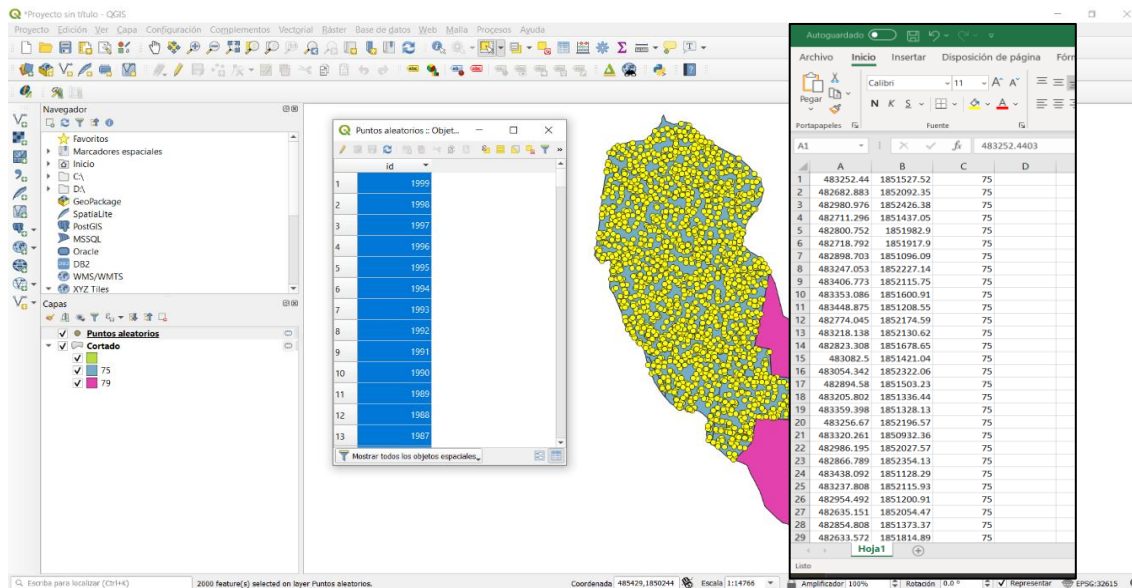 *Proyecto sin título - QGIS
Proyecto Edición Ver Capa Configuración Complementos Vectorial Ráster Base de datos Web Malla Procesos Ayuda
Navegador
Favoritos
Marcadores espaciales
Inicio
C:\
D:\
GeoPackage
SpatiaLite
PostGIS
MSSQL
Oracle
DB2
WMS/WMTS
XYZ Tiles
Capas
Puntos aleatorios
Cortado
75
79
Puntos aleatorios :: Objet...
id
1 1999
2 1998
3 1997
4 1996
5 1995
6 1994
7 1993
8 1992
9 1991
10 1990
11 1989
12 1988
13 1987
Mostrar todos los objetos espaciales
Autoguardado
Archivo Inicio Insertar Disposición de página Fórm
Pegar
Calibri 11 A A
N K S A
Portapapeles Fuente
A1 fx 483252.4403
A B C D
1 483252.44 1851527.52 75
2 482682.883 1852092.35 75
3 482980.976 1852426.38 75
4 482711.296 1851437.05 75
5 482800.752 1851982.9 75
6 482718.792 1851917.9 75
7 482898.703 1851096.09 75
8 483247.053 1852227.14 75
9 483406.773 1852115.75 75
10 483553.086 1851600.91 75
11 483448.875 1851208.55 75
12 482774.045 1852174.59 75
13 483218.138 1852130.62 75
14 482823.308 1851678.65 75
15 483082.5 1851421.04 75
16 483054.342 1852322.06 75
17 482894.58 1851503.23 75
18 483205.802 1851336.44 75
19 483359.398 1851328.13 75
20 483256.67 1852196.57 75
21 483320.261 1850932.36 75
22 482986.195 1852027.57 75
23 482866.789 1852354.13 75
24 483438.092 1851128.29 75
25 483237.808 1852115.93 75
26 482954.492 1851200.91 75
27 482635.151 1852054.47 75
28 482854.808 1851373.37 75
29 482633.572 1851814.89 75
Hoja1
Listo
Escriba para localizar (Ctrl+K) 2000 feature(s) selected on layer Puntos aleatorios. Coordenada 485429,1850244 Escala 1:14766 Amplificador 100% Rotación 0.0 ° Representar EPSG:32615